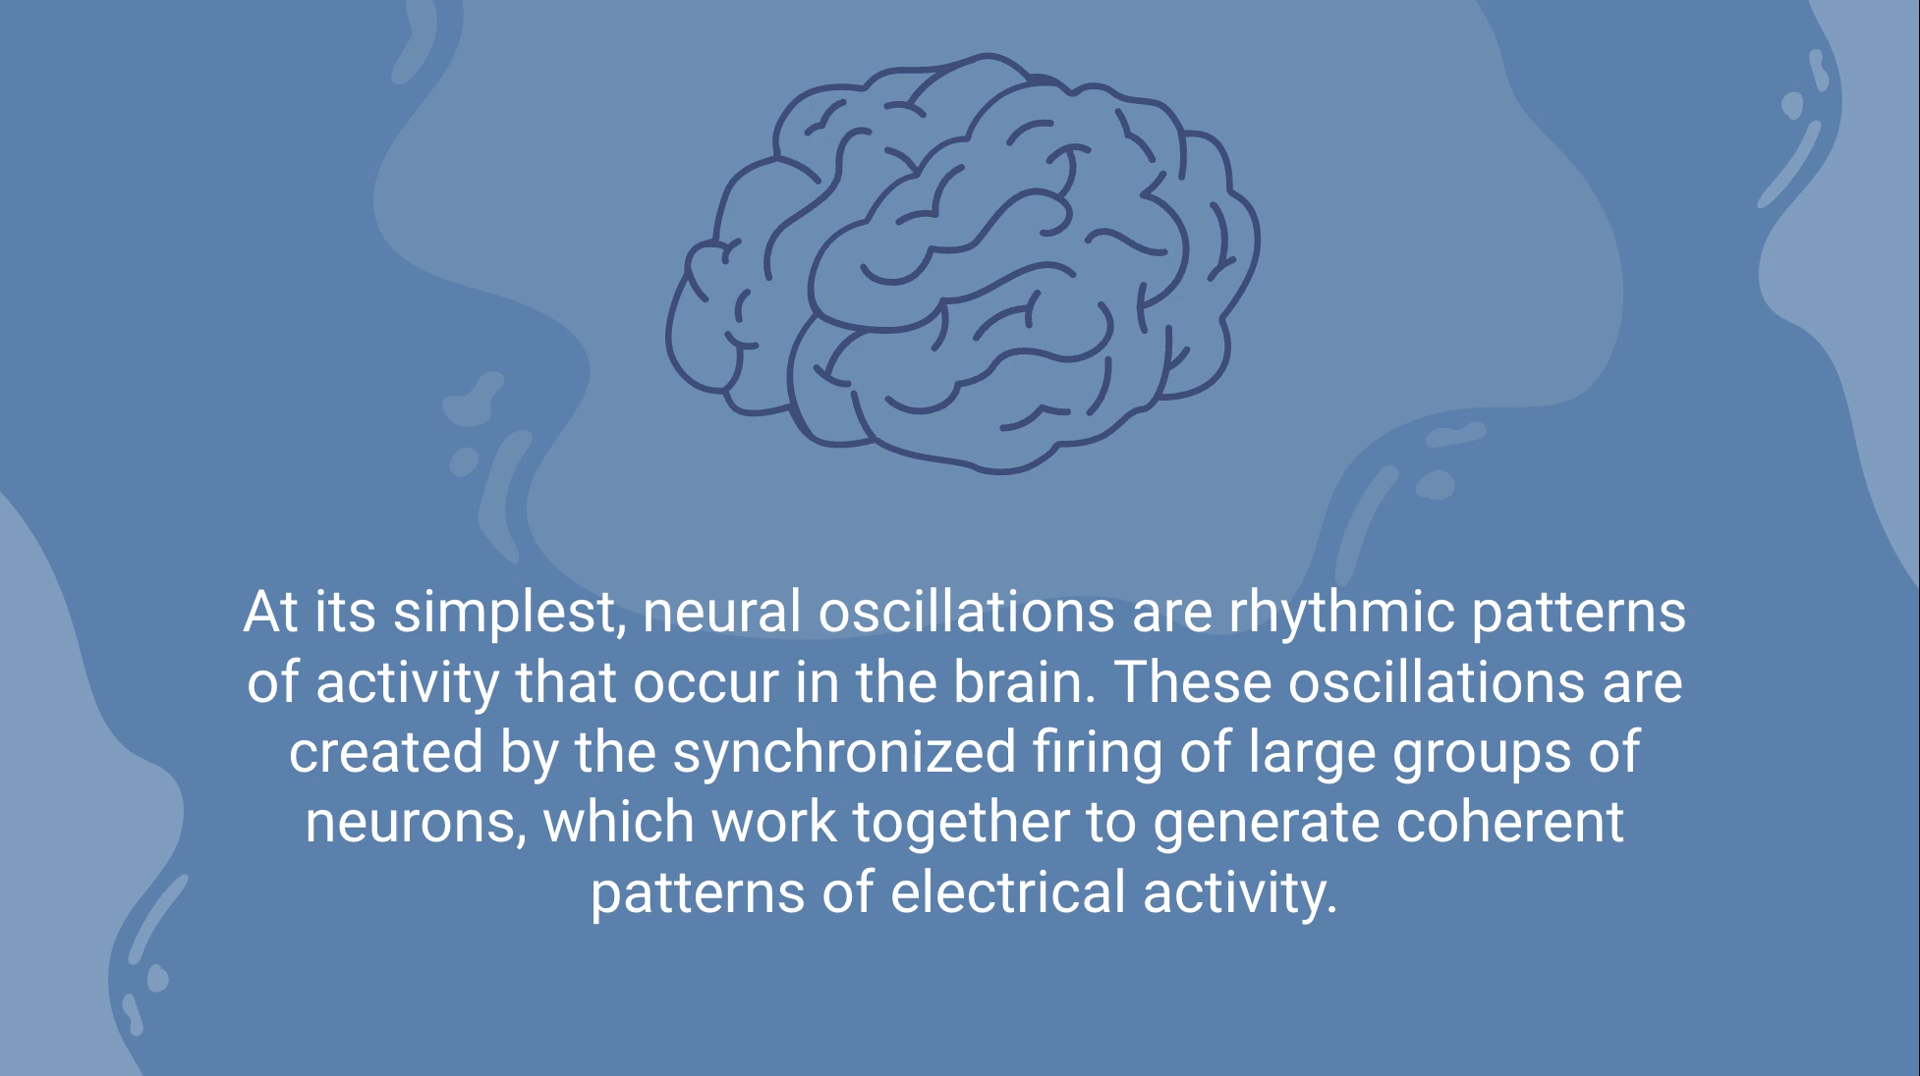 At its simplest, neural oscillations are rhythmic patterns
of activity that occur in the brain. These oscillations are
created by the synchronized firing of large groups of
neurons, which work together to generate coherent
patterns of electrical activity.